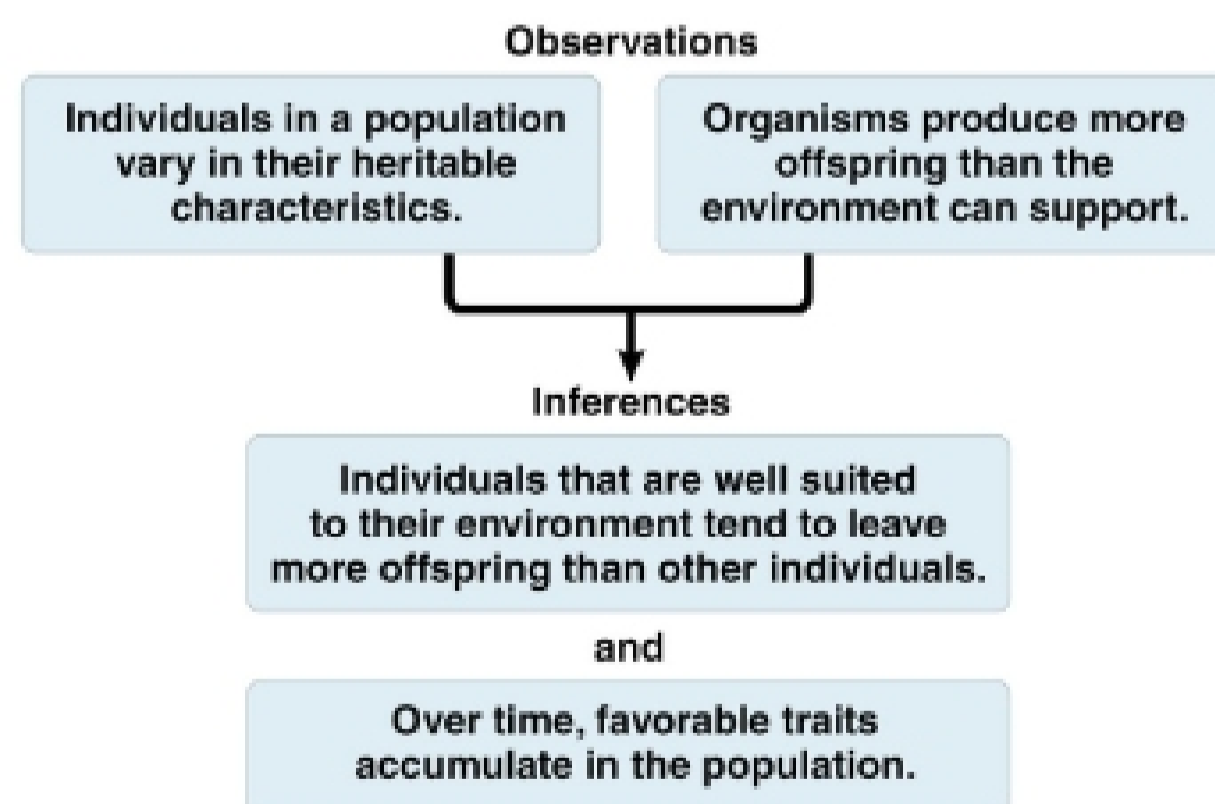 Observations
Individuals in a population
vary in their heritable
characteristics.
Organisms produce more
offspring than the
environment can support.
Inferences
Individuals that are well suited
to their environment tend to leave
more offspring than other individuals.
and
Over time, favorable traits
accumulate in the population.